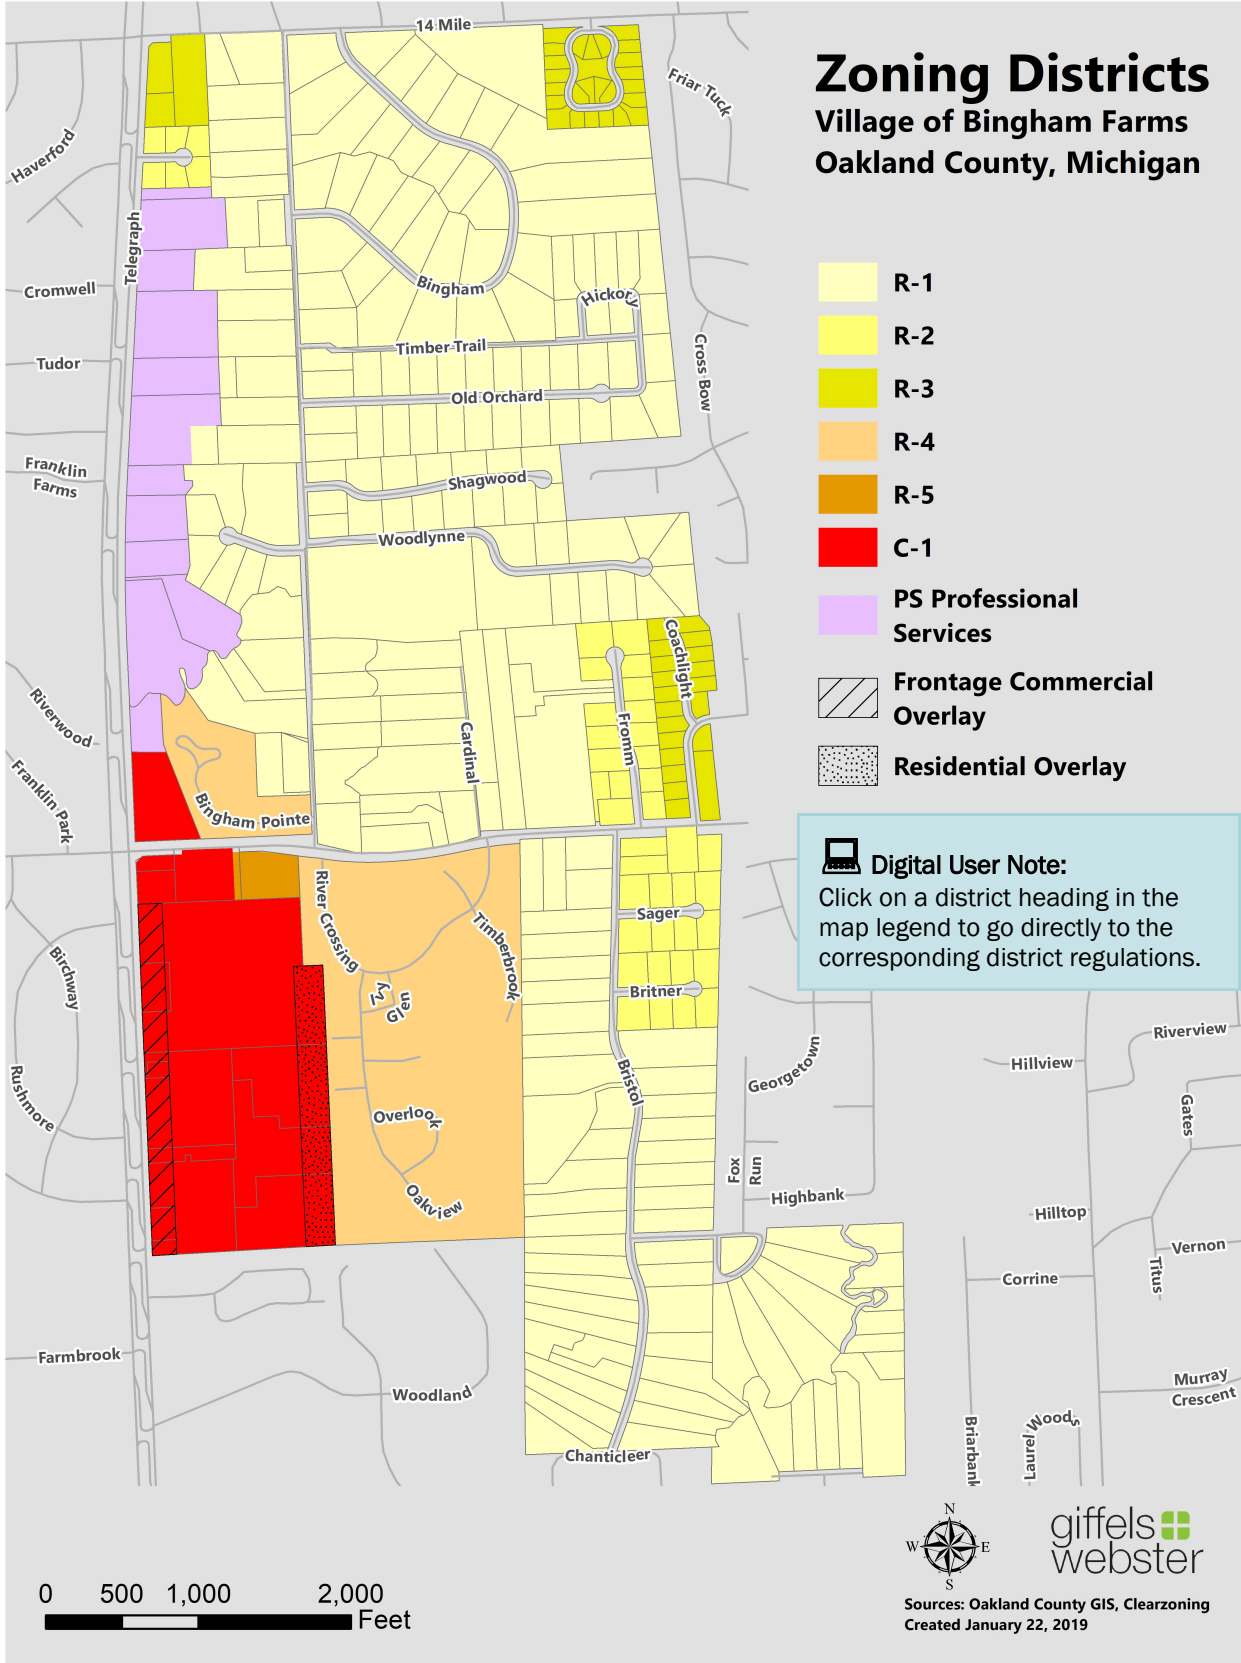 Zoning Districts
Village of Bingham Farms
Oakland County, Michigan
R-1
R-2
R-3
R-4
R-5
C-1
PS Professional
Services
Frontage Commercial
Overlay
Residential Overlay
Digital User Note:
Click on a district heading in the
map legend to go directly to the
corresponding district regulations.
14 Mile
Friar Tuck
Haverford
Telegraph
Cromwell
Bingham
Hickory
Timber Trail
Tudor
Cross Bow
Old Orchard
Franklin
Farms
Shagwood
Woodlynne
Coachlight
Riverwood
Fromm
Cardinal
Franklin Park
Bingham Pointe
River Crossing
Timberbrook
Sager
Birchway
Ivy
Glen
Britner
Riverview
Hillview
Georgetown
Bristol
Rushmore
Gates
Overlook
Fox
Run
Highbank
Oakview
Hilltop
Vernon
Titus
Corrine
Farmbrook
Woodland
Murray
Crescent
Briarbank
Laurel Woods
Chanticleer
N
W E
S
giffels
webster
0 500 1,000 2,000
Feet
Sources: Oakland County GIS, Clearzoning
Created January 22, 2019